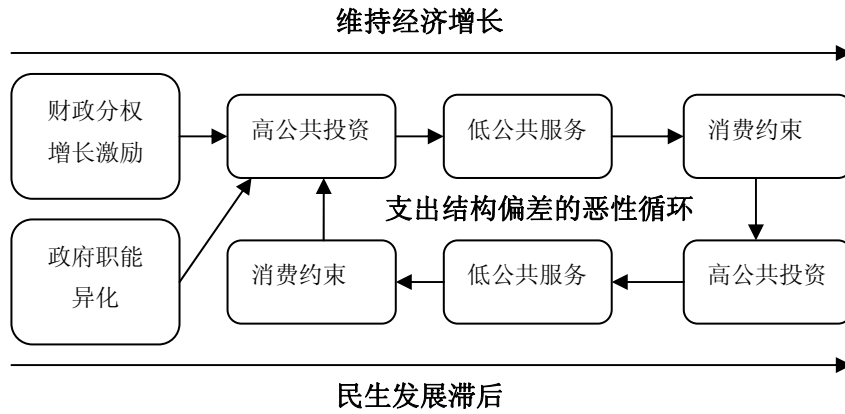 维持经济增长
财政分权
增长激励
高公共投资
低公共服务
消费约束
支出结构偏差的恶性循环
政府职能
异化
消费约束
低公共服务
高公共投资
民生发展滞后